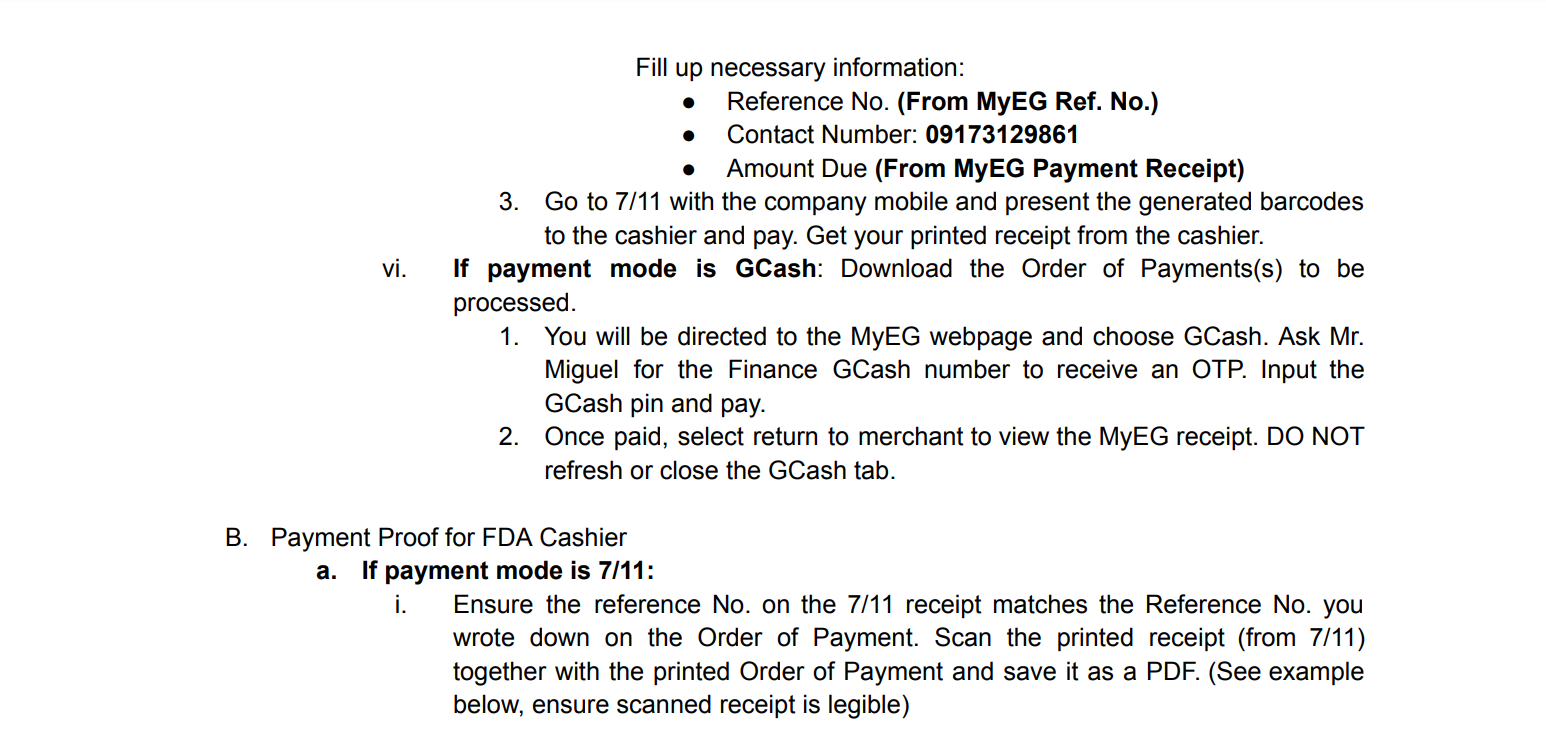 Fill up necessary information:
● Reference No. (From MyEG Ref. No.)
● Contact Number: 09173129861
● Amount Due (From MyEG Payment Receipt)
3. Go to 7/11 with the company mobile and present the generated barcodes
to the cashier and pay. Get your printed receipt from the cashier.
vi. If payment mode is GCash: Download the Order of Payments(s) to be
processed.
1. You will be directed to the MyEG webpage and choose GCash. Ask Mr.
Miguel for the Finance GCash number to receive an OTP. Input the
GCash pin and pay.
2. Once paid, select return to merchant to view the MyEG receipt. DO NOT
refresh or close the GCash tab.
B. Payment Proof for FDA Cashier
a. If payment mode is 7/11:
i. Ensure the reference No. on the 7/11 receipt matches the Reference No. you
wrote down on the Order of Payment. Scan the printed receipt (from 7/11)
together with the printed Order of Payment and save it as a PDF. (See example
below, ensure scanned receipt is legible)